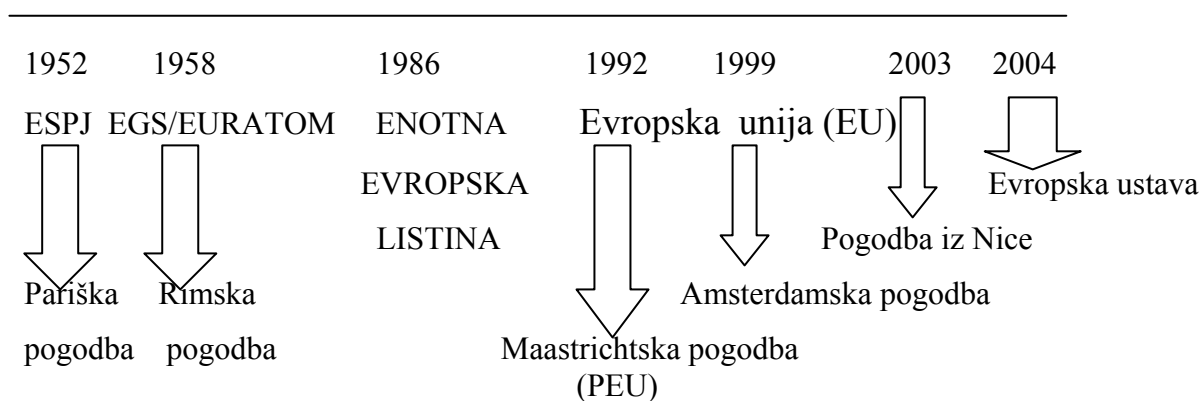 1952 1958 1986 1992 1999 2003 2004
ESPJ EGS/EURATOM ENOTNA Evropska unija (EU)
EVROPSKA Evropska ustava
LISTINA Pogodba iz Nice
Pariška Rimska Amsterdamska pogodba
pogodba pogodba Maastrichtska pogodba
(PEU)